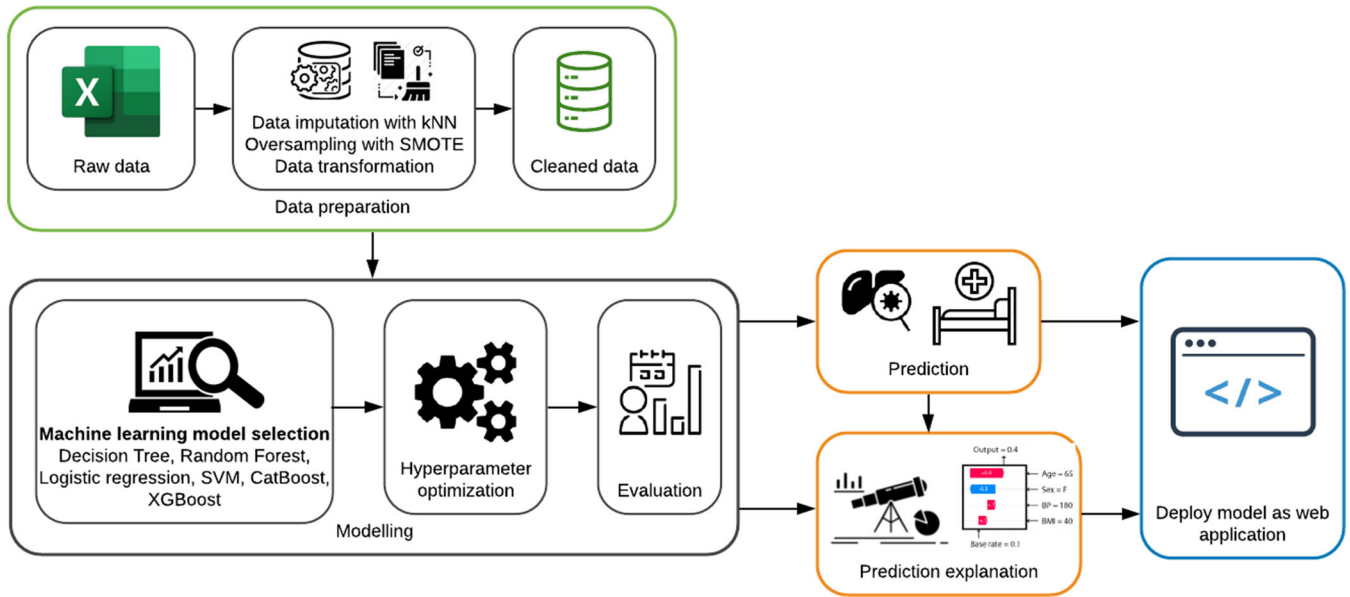 X
Raw data
Data imputation with kNN
Oversampling with SMOTE
Data transformation
Cleaned data
Data preparation
Machine learning model selection
Decision Tree, Random Forest,
Logistic regression, SVM, CatBoost,
XGBoost
Hyperparameter
optimization
Evaluation
Modelling
Prediction
Output = 0.4
Age = 65
Sex = F
BP = 180
BMI = 40
Base rate = 0.1
Prediction explanation
</>
Deploy model as web
application